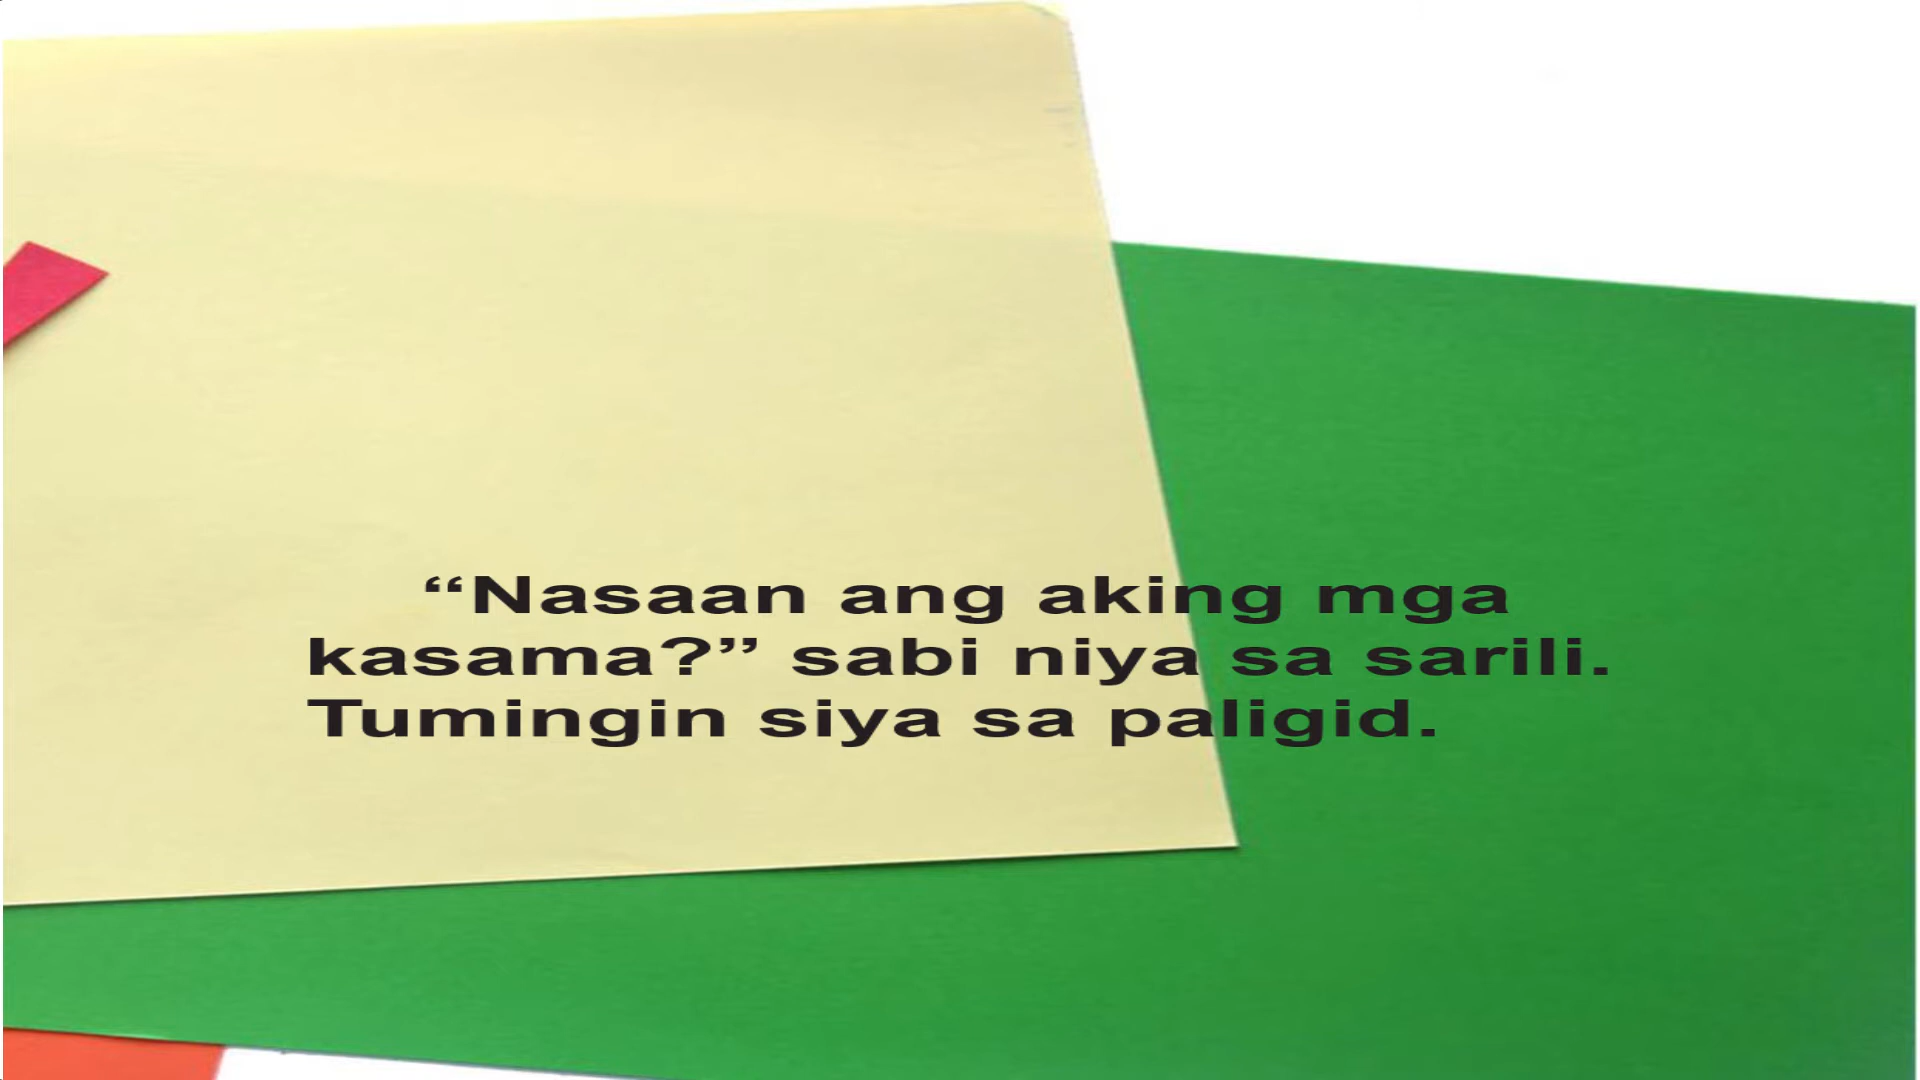 “Nasaan ang aking mga
kasama?” sabi niya sa sarili.
Tumingin siya sa paligid.